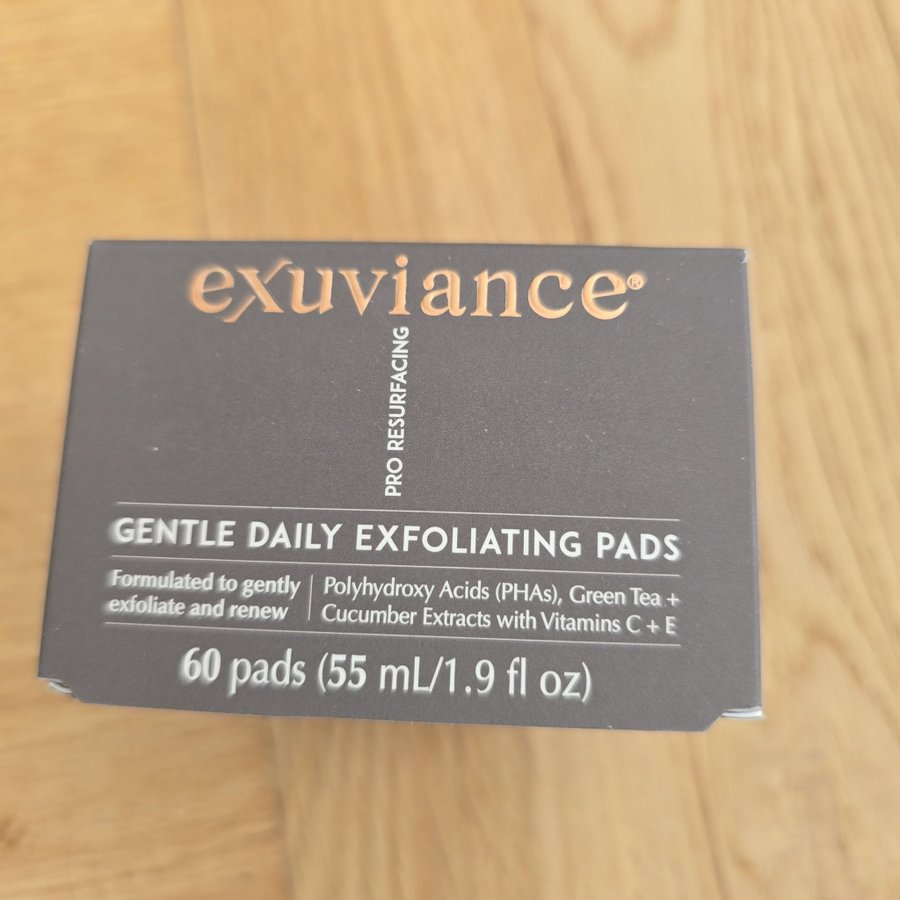 exuviance®
PRO RESURFACING
GENTLE DAILY EXFOLIATING PADS
Formulated to gently
exfoliate and renew
Polyhydroxy Acids (PHAs), Green Tea +
Cucumber Extracts with Vitamins C + E
60 pads (55 mL/1.9 fl oz)